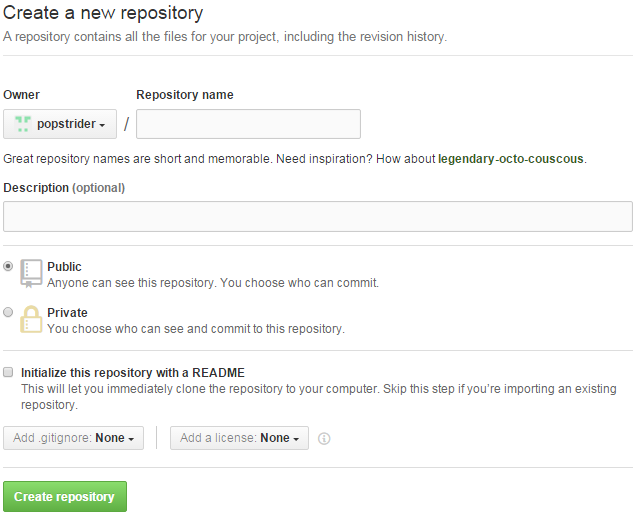 Create a new repository
A repository contains all the files for your project, including the revision history.
Owner Repository name
popstrider /
Great repository names are short and memorable. Need inspiration? How about legendary-octo-couscous.
Description (optional)
Public
Anyone can see this repository. You choose who can commit.
Private
You choose who can see and commit to this repository.
Initialize this repository with a README
This will let you immediately clone the repository to your computer. Skip this step if you're importing an existing
repository.
Add .gitignore: None Add a license: None
Create repository